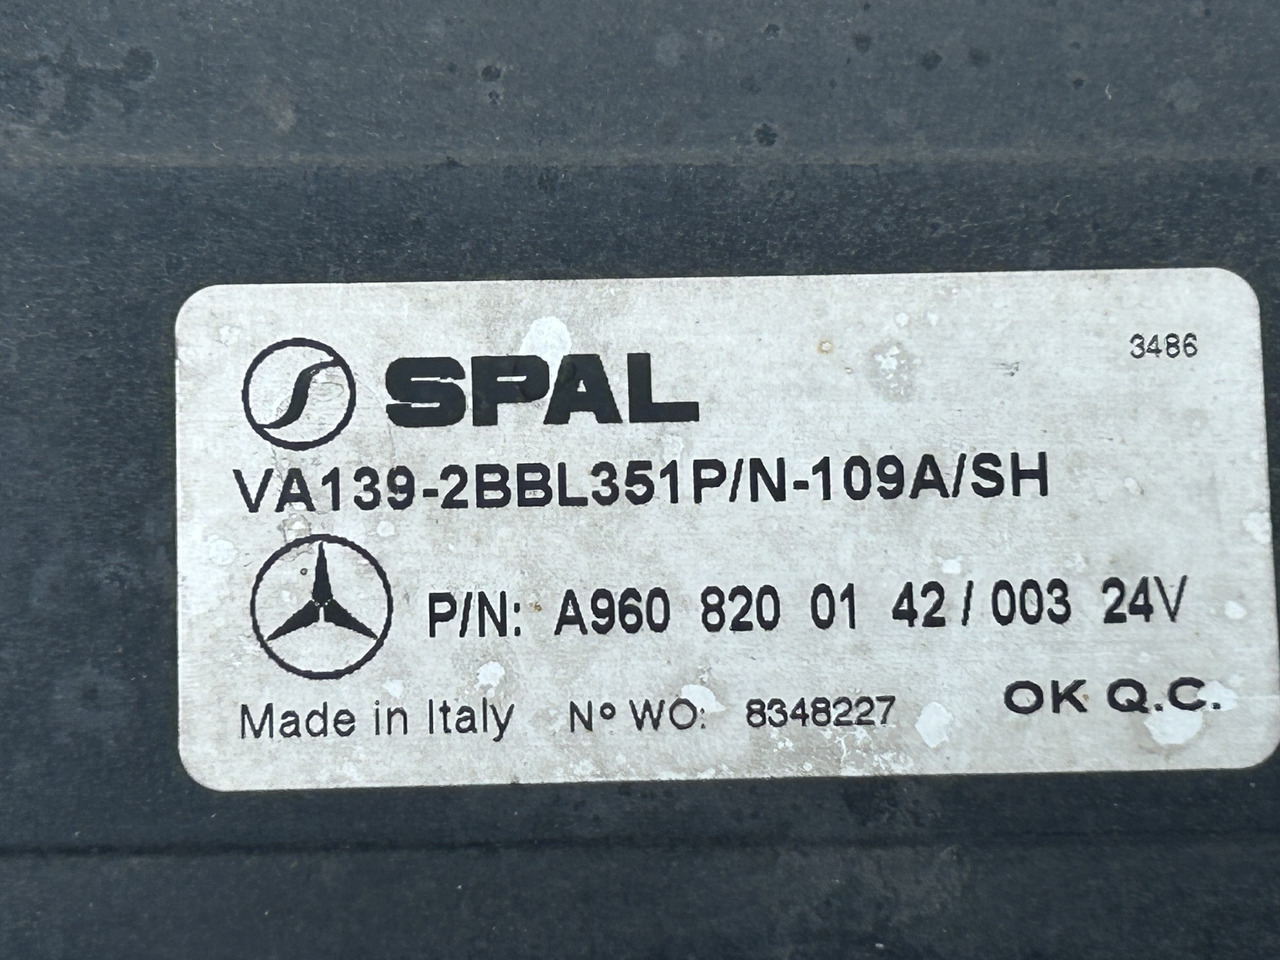 3486
SPAL
VA139-2BBL351P/N-109A/SH
P/N: A960 820 01 42 / 003 24V
Made in Italy N° WO: 8348227 OK Q.C.